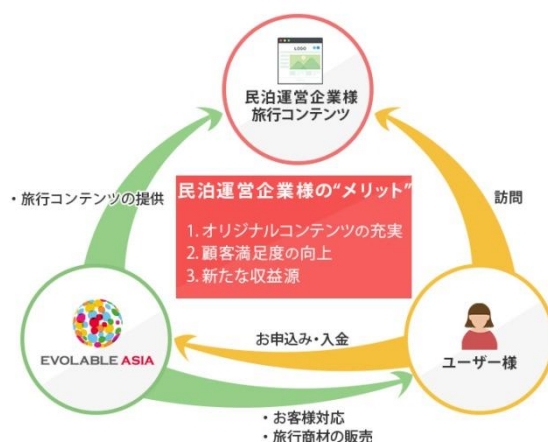 LOGO
民泊運営企業様
旅行コンテンツ
・旅行コンテンツの提供
訪問
民泊運営企業様の“メリット”
1. オリジナルコンテンツの充実
2. 顧客満足度の向上
3. 新たな収益源
EVOLABLE ASIA
お申込み・入金
ユーザー様
・お客様対応
・旅行商材の販売